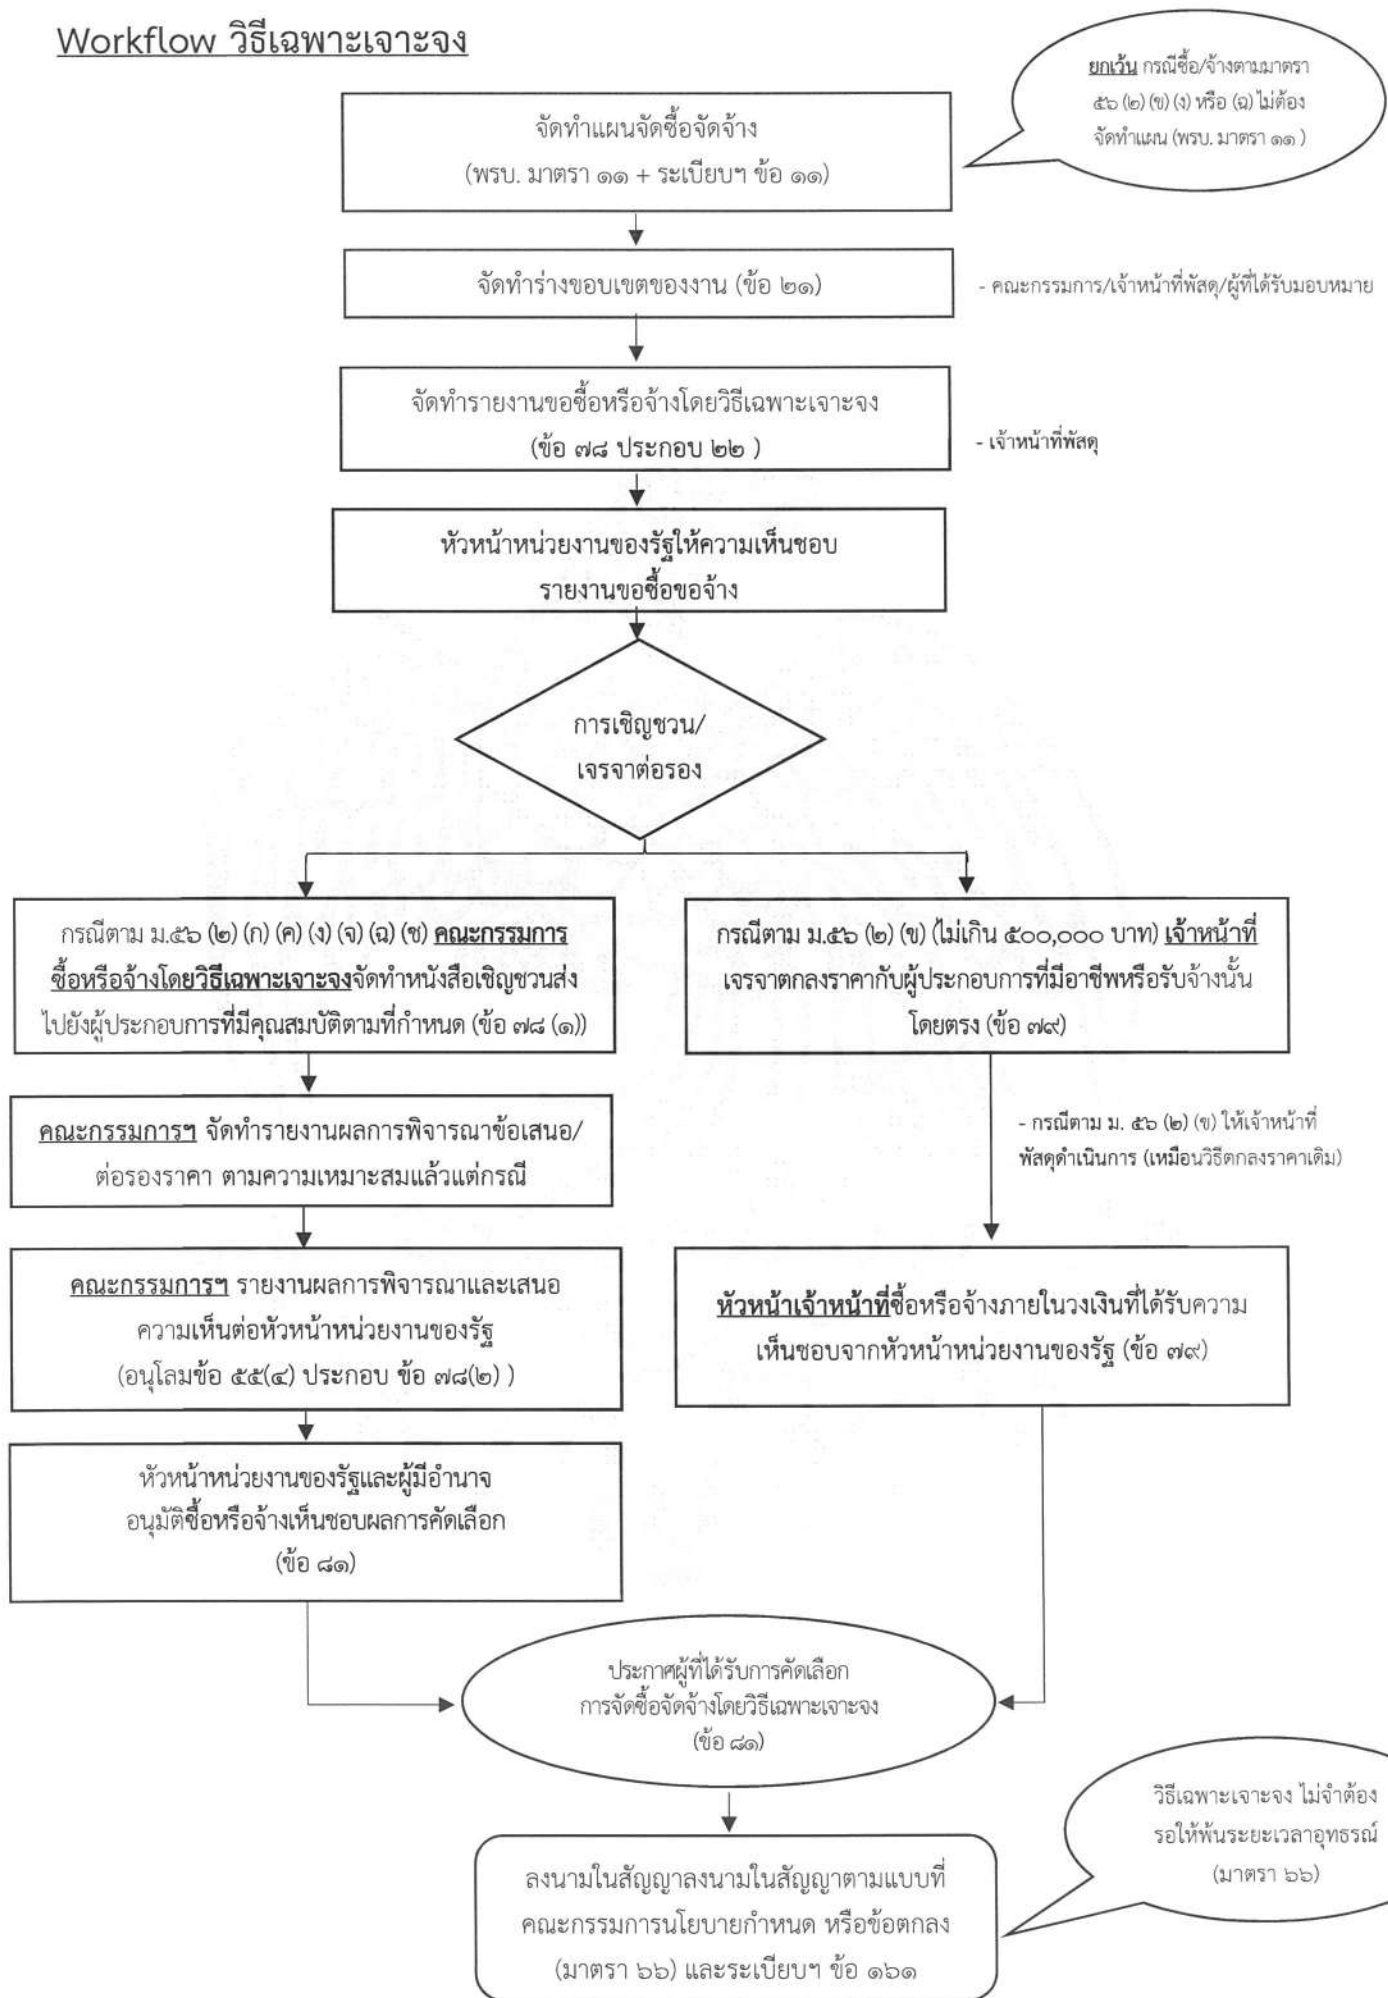 Workflow วิธีเฉพาะเจาะจง
ยกเว้น กรณีซื้อ/จ้างตามมาตรา
๕๖ (๒) (ข) (ง) หรือ (ฉ) ไม่ต้อง
จัดทำแผน (พรบ. มาตรา ๑๑ )
จัดทำแผนจัดซื้อจัดจ้าง
(พรบ. มาตรา ๑๑ + ระเบียบฯ ข้อ ๑๑)
จัดทำร่างขอบเขตของงาน (ข้อ ๒๑)
- คณะกรรมการ/เจ้าหน้าที่พัสดุ/ผู้ที่ได้รับมอบหมาย
จัดทำรายงานขอซื้อหรือจ้างโดยวิธีเฉพาะเจาะจง
(ข้อ ๗๘ ประกอบ ๒๒ )
- เจ้าหน้าที่พัสดุ
หัวหน้าหน่วยงานของรัฐให้ความเห็นชอบ
รายงานขอซื้อขอจ้าง
การเชิญชวน/
เจรจาต่อรอง
กรณีตาม ม.๕๖ (๒) (ก) (ค) (ง) (จ) (ฉ) (ช) คณะกรรมการ
ซื้อหรือจ้างโดยวิธีเฉพาะเจาะจงจัดทำหนังสือเชิญชวนส่ง
ไปยังผู้ประกอบการที่มีคุณสมบัติตามที่กำหนด (ข้อ ๗๘ (๑))
กรณีตาม ม.๕๖ (๒) (ข) (ไม่เกิน ๕๐๐,๐๐๐ บาท) เจ้าหน้าที่
เจรจาตกลงราคากับผู้ประกอบการที่มีอาชีพหรือรับจ้างนั้น
โดยตรง (ข้อ ๗๙)
คณะกรรมการฯ จัดทำรายงานผลการพิจารณาข้อเสนอ/
ต่อรองราคา ตามความเหมาะสมแล้วแต่กรณี
- กรณีตาม ม. ๕๖ (๒) (ข) ให้เจ้าหน้าที่
พัสดุดำเนินการ (เหมือนวิธีตกลงราคาเดิม)
คณะกรรมการฯ รายงานผลการพิจารณาและเสนอ
ความเห็นต่อหัวหน้าหน่วยงานของรัฐ
(อนุโลมข้อ ๕๕(๔) ประกอบ ข้อ ๗๘(๒) )
หัวหน้าเจ้าหน้าที่ซื้อหรือจ้างภายในวงเงินที่ได้รับความ
เห็นชอบจากหัวหน้าหน่วยงานของรัฐ (ข้อ ๗๙)
หัวหน้าหน่วยงานของรัฐและผู้มีอำนาจ
อนุมัติซื้อหรือจ้างเห็นชอบผลการคัดเลือก
(ข้อ ๘๑)
ประกาศผู้ที่ได้รับการคัดเลือก
การจัดซื้อจัดจ้างโดยวิธีเฉพาะเจาะจง
(ข้อ ๘๑)
วิธีเฉพาะเจาะจง ไม่จำต้อง
รอให้พ้นระยะเวลาอุทธรณ์
(มาตรา ๖๖)
ลงนามในสัญญาลงนามในสัญญาตามแบบที่
คณะกรรมการนโยบายกำหนด หรือข้อตกลง
(มาตรา ๖๖) และระเบียบฯ ข้อ ๑๖๑